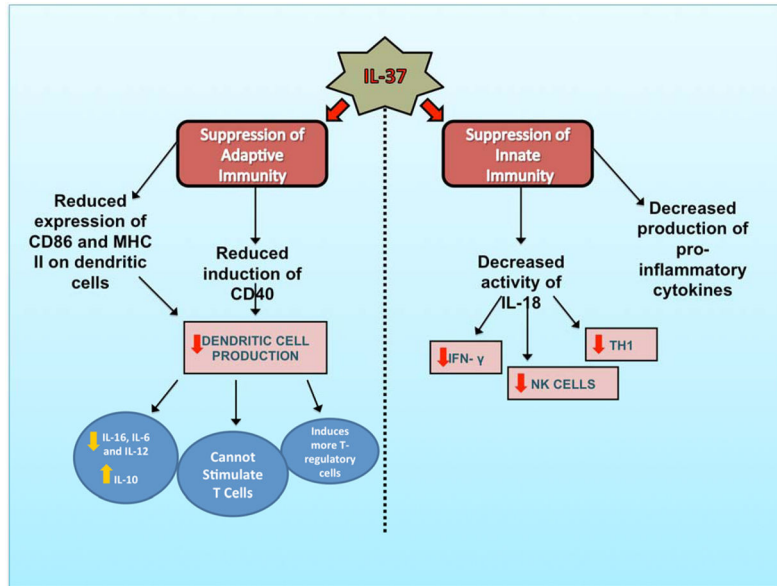 IL-37
Suppression of
Adaptive
Immunity
Reduced
expression of
CD86 and MHC
II on dendritic
cells
Reduced
induction of
CD40
DENDRITIC CELL
PRODUCTION
IL-16, IL-6
and IL-12
IL-10
Cannot
Stimulate
T Cells
Induces
more T-
regulatory
cells
Suppression of
Innate
Immunity
Decreased
activity of
IL-18
Decreased
production of
pro-
inflammatory
cytokines
IFN- γ
NK CELLS
TH1